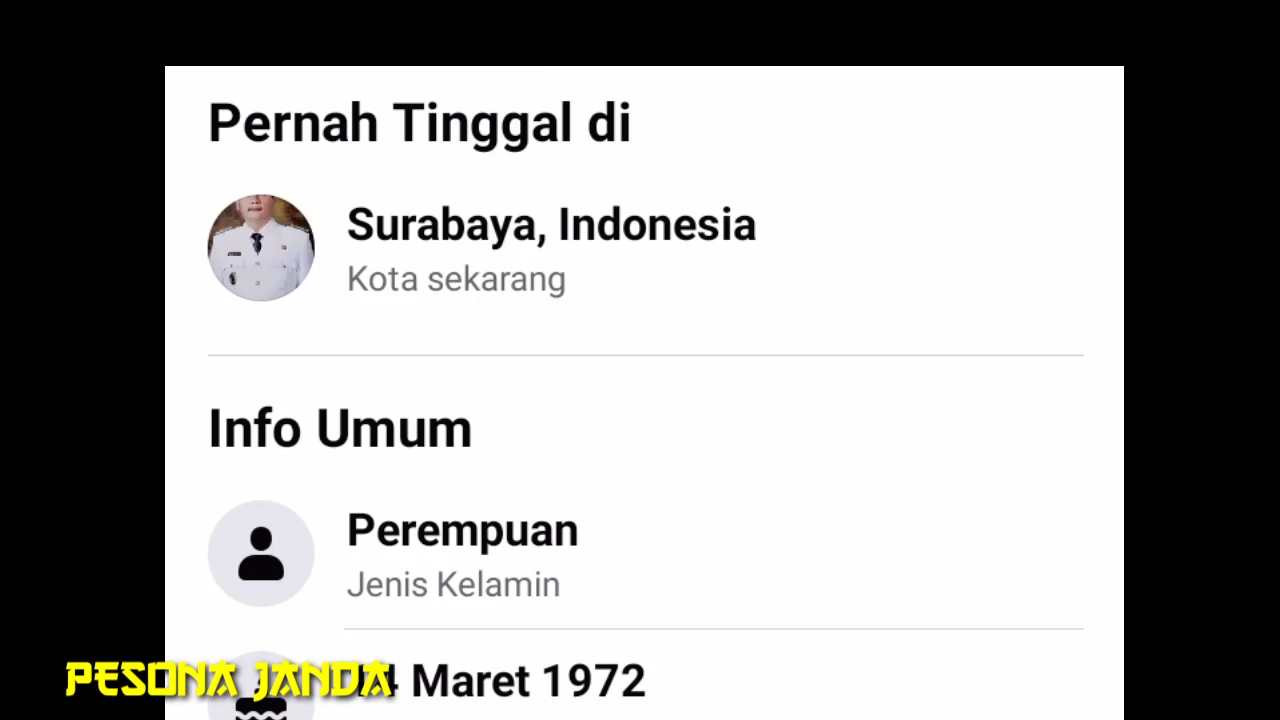 Pernah Tinggal di
Surabaya, Indonesia
Kota sekarang
Info Umum
Perempuan
Jenis Kelamin
Maret 1972
PESONA JANDA